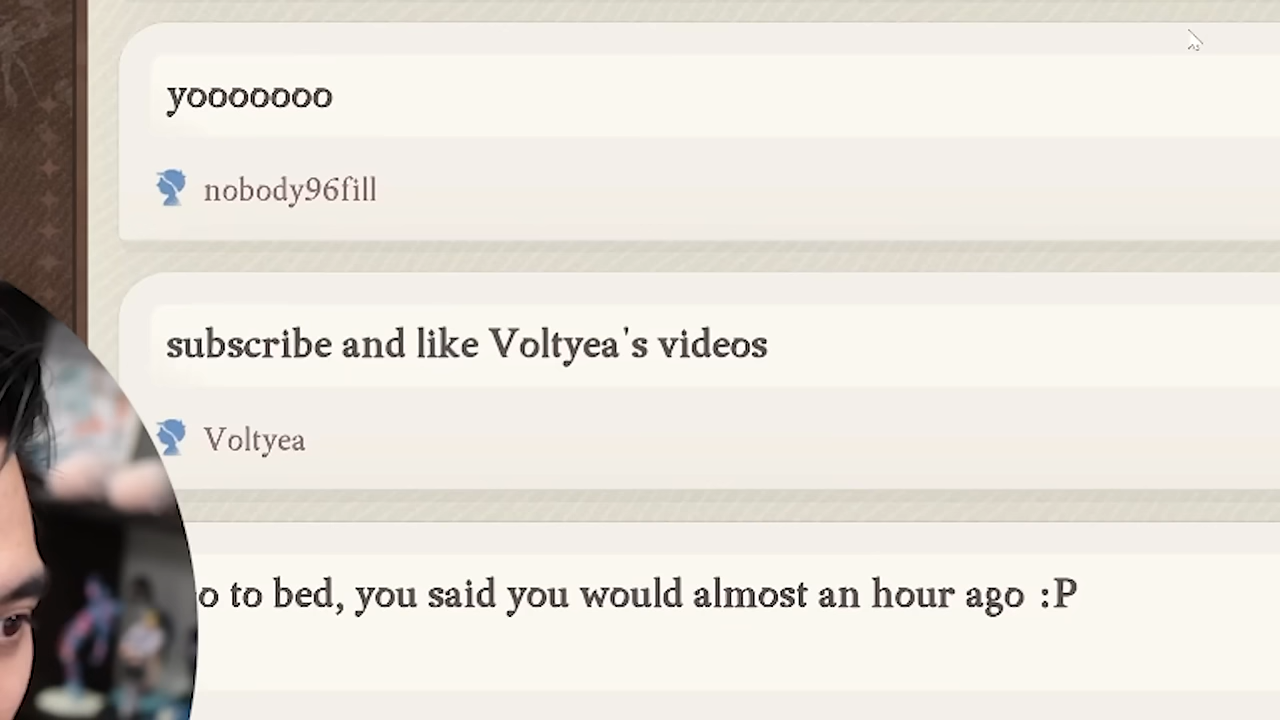 yooooooo
nobody96fill
subscribe and like Voltyea's videos
Voltyea
to bed, you said you would almost an hour ago :P